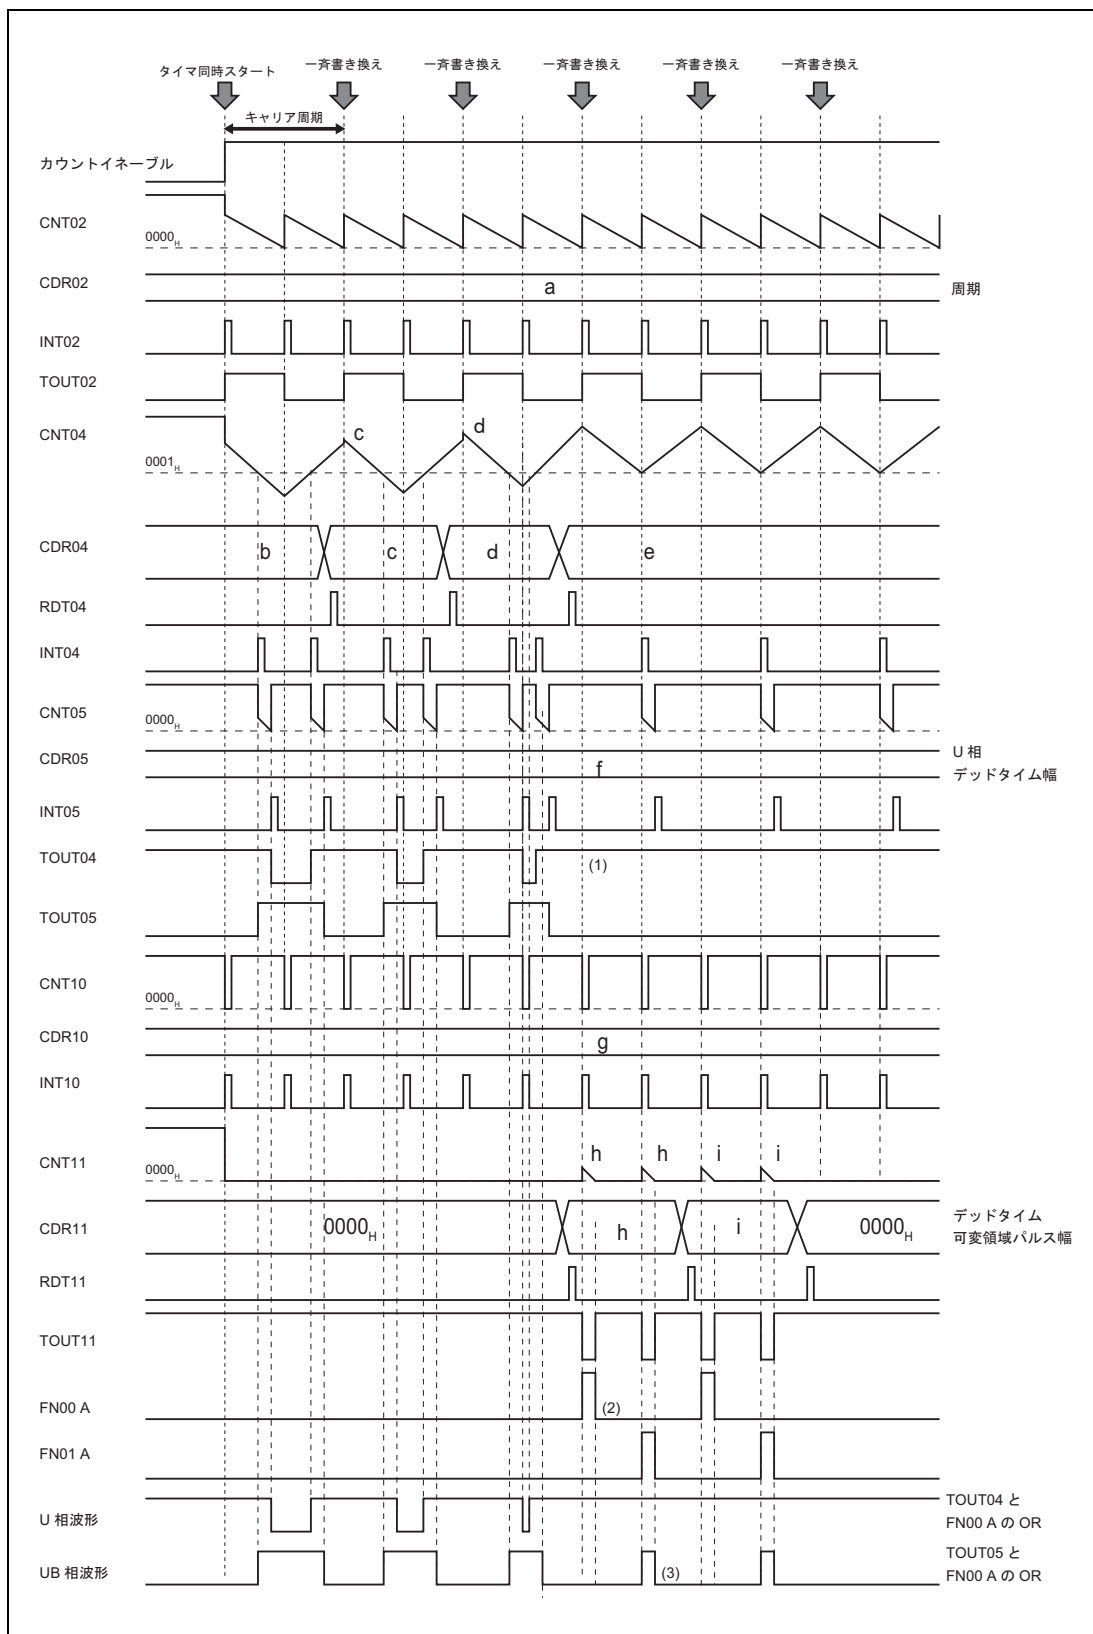 タイマ同時スタート
一斉書き換え
一斉書き換え
一斉書き換え
一斉書き換え
一斉書き換え
キャリア周期
カウントイネーブル
CNT02
0000H
CDR02
a
周期
INT02
TOUT02
CNT04
c
d
0001H
CDR04
b
c
d
e
RDT04
INT04
CNT05
0000H
CDR05
f
U 相
デッドタイム幅
INT05
TOUT04
(1)
TOUT05
CNT10
0000H
CDR10
g
INT10
CNT11
0000H
h
h
i
i
CDR11
0000H
h
i
0000H
デッドタイム
可変領域パルス幅
RDT11
TOUT11
FN00 A
(2)
FN01 A
U 相波形
TOUT04 と
FN00 A の OR
UB 相波形
(3)
TOUT05 と
FN00 A の OR